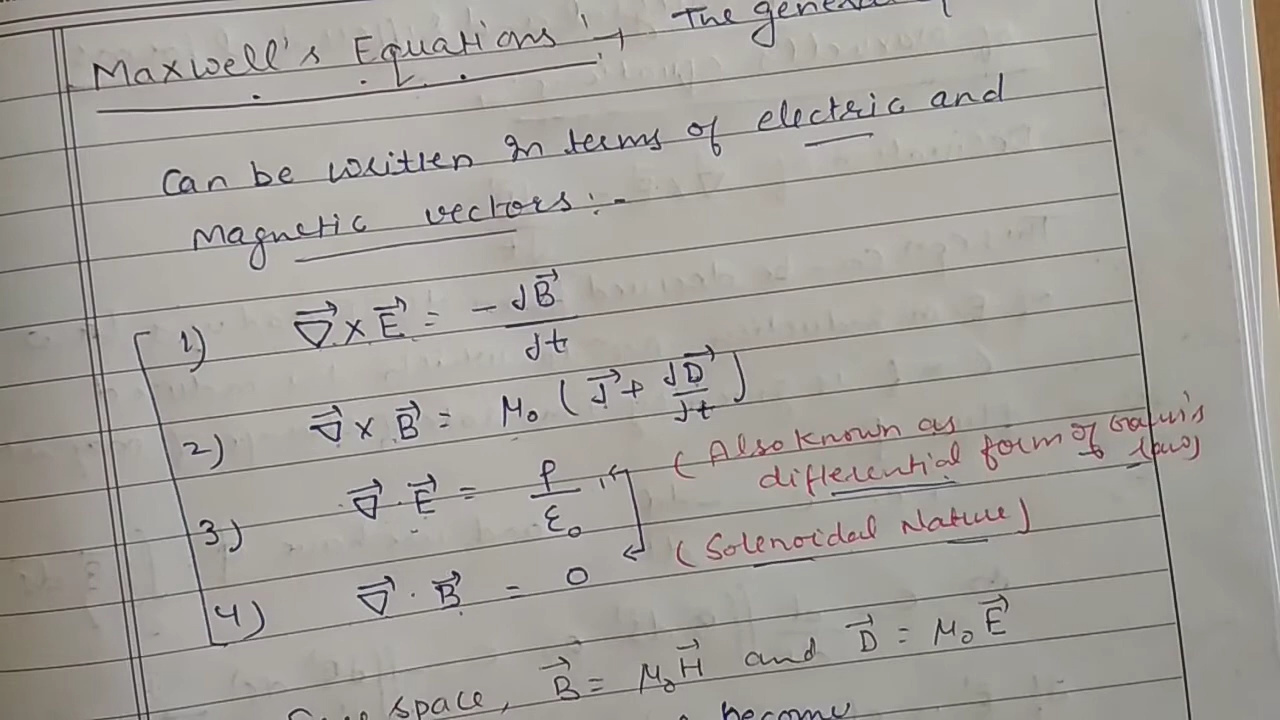 Maxwell's Equations :→ The general
can be written In terms of electric and
Magnetic vectors :-
1) ∇⃗ × E⃗ = - ∂B⃗/∂t
2) ∇⃗ × B⃗ = μ₀ ( J⃗ + ∂D⃗/∂t )
3) ∇⃗ · E⃗ = ρ/ε₀ (Also known as
differential form of Gauss's law)
4) ∇⃗ · B⃗ = 0 (Solenoidal Nature)
space, B⃗ = μ₀H⃗ and D⃗ = μ₀E⃗
become